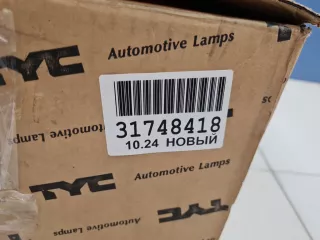 TYC Automotive Lamps
31748418
10.24 НОВЫЙ
Automotive Lamps
TYC Automotive Lamps
TYC